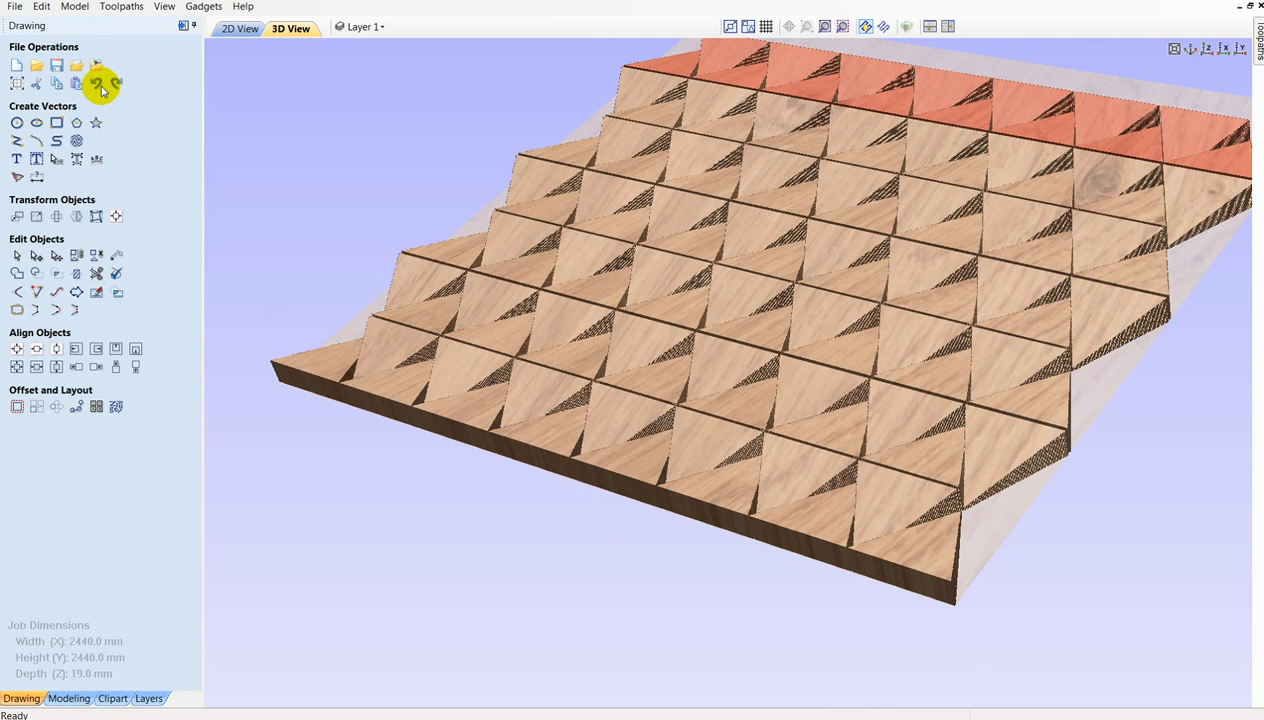 File Edit Model Toolpaths View Gadgets Help
Drawing
2D View 3D View Layer 1
Toolpaths
File Operations
Create Vectors
Transform Objects
Edit Objects
Align Objects
Offset and Layout
Job Dimensions
Width (X): 2440.0 mm
Height (Y): 2440.0 mm
Depth (Z): 19.0 mm
Drawing Modeling Clipart Layers
Ready